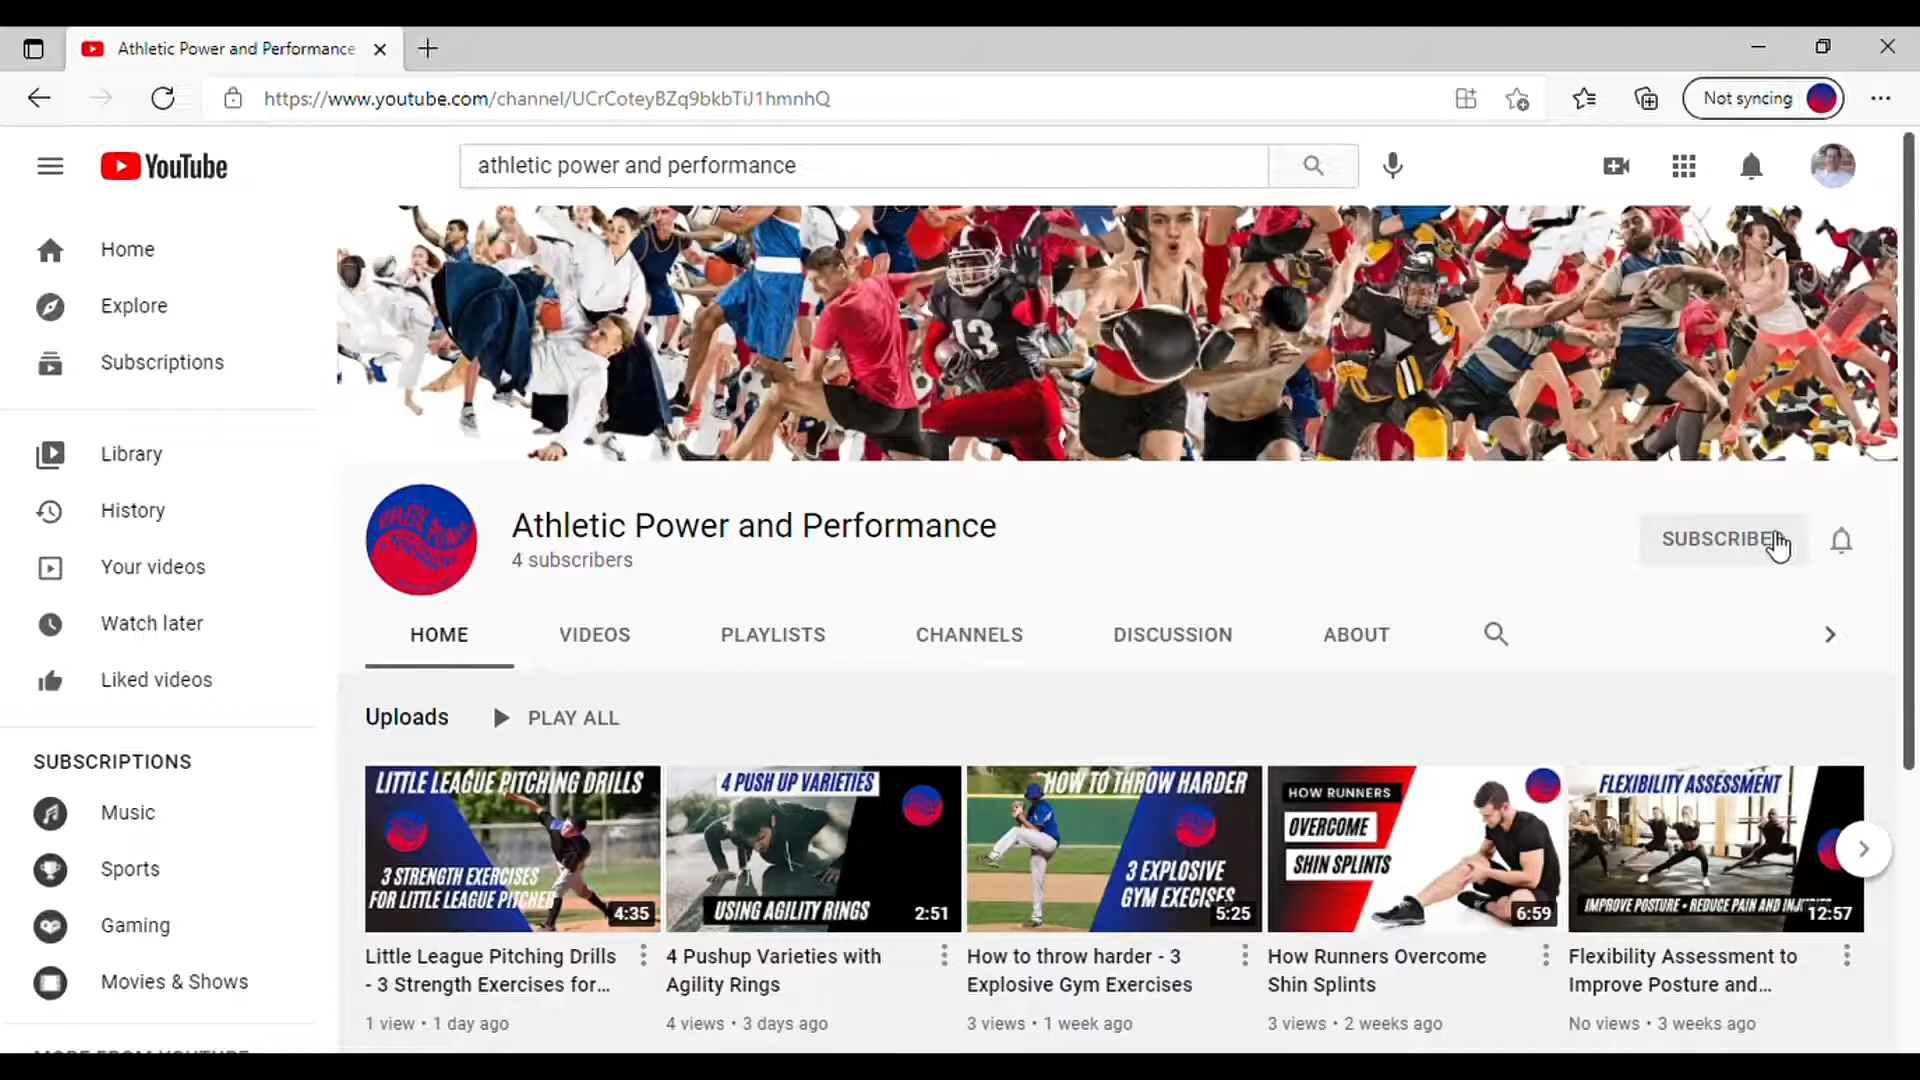 Athletic Power and Performance
https://www.youtube.com/channel/UCrCoteyBZq9bkbTiJ1hmnhQ
Not syncing
YouTube
athletic power and performance
Home
Explore
Subscriptions
Library
History
Your videos
Watch later
Liked videos
SUBSCRIPTIONS
Music
Sports
Gaming
Movies & Shows
13
Athletic Power and Performance
4 subscribers
SUBSCRIBED
HOME
VIDEOS
PLAYLISTS
CHANNELS
DISCUSSION
ABOUT
Uploads
PLAY ALL
LITTLE LEAGUE PITCHING DRILLS
3 STRENGTH EXERCISES
FOR LITTLE LEAGUE PITCHER
4:35
Little League Pitching Drills
- 3 Strength Exercises for...
1 view • 1 day ago
4 PUSH UP VARIETIES
USING AGILITY RINGS
2:51
4 Pushup Varieties with
Agility Rings
4 views • 3 days ago
HOW TO THROW HARDER
3 EXPLOSIVE
GYM EXECISES
5:25
How to throw harder - 3
Explosive Gym Exercises
3 views • 1 week ago
HOW RUNNERS
OVERCOME
SHIN SPLINTS
6:59
How Runners Overcome
Shin Splints
3 views • 2 weeks ago
FLEXIBILITY ASSESSMENT
IMPROVE POSTURE • REDUCE PAIN AND
12:57
Flexibility Assessment to
Improve Posture and...
No views • 3 weeks ago